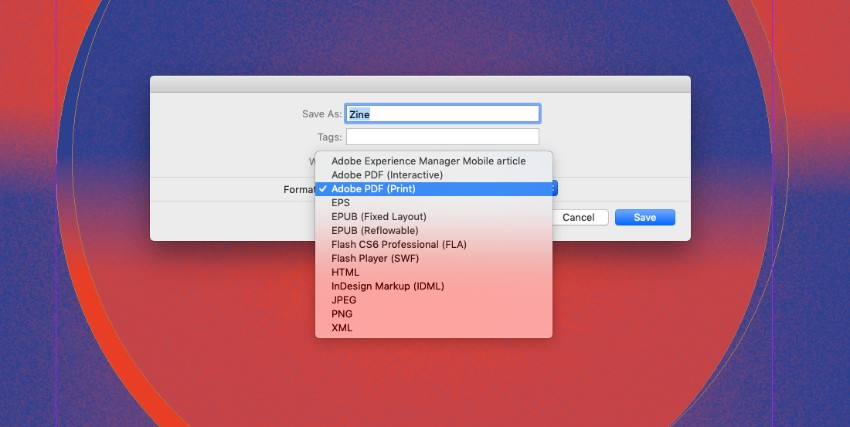 Save As: Zine
Tags:
W
Adobe Experience Manager Mobile article
Adobe PDF (Interactive)
Format ✓ Adobe PDF (Print)
EPS
EPUB (Fixed Layout)
Cancel Save
EPUB (Reflowable)
Flash CS6 Professional (FLA)
Flash Player (SWF)
HTML
InDesign Markup (IDML)
JPEG
PNG
XML